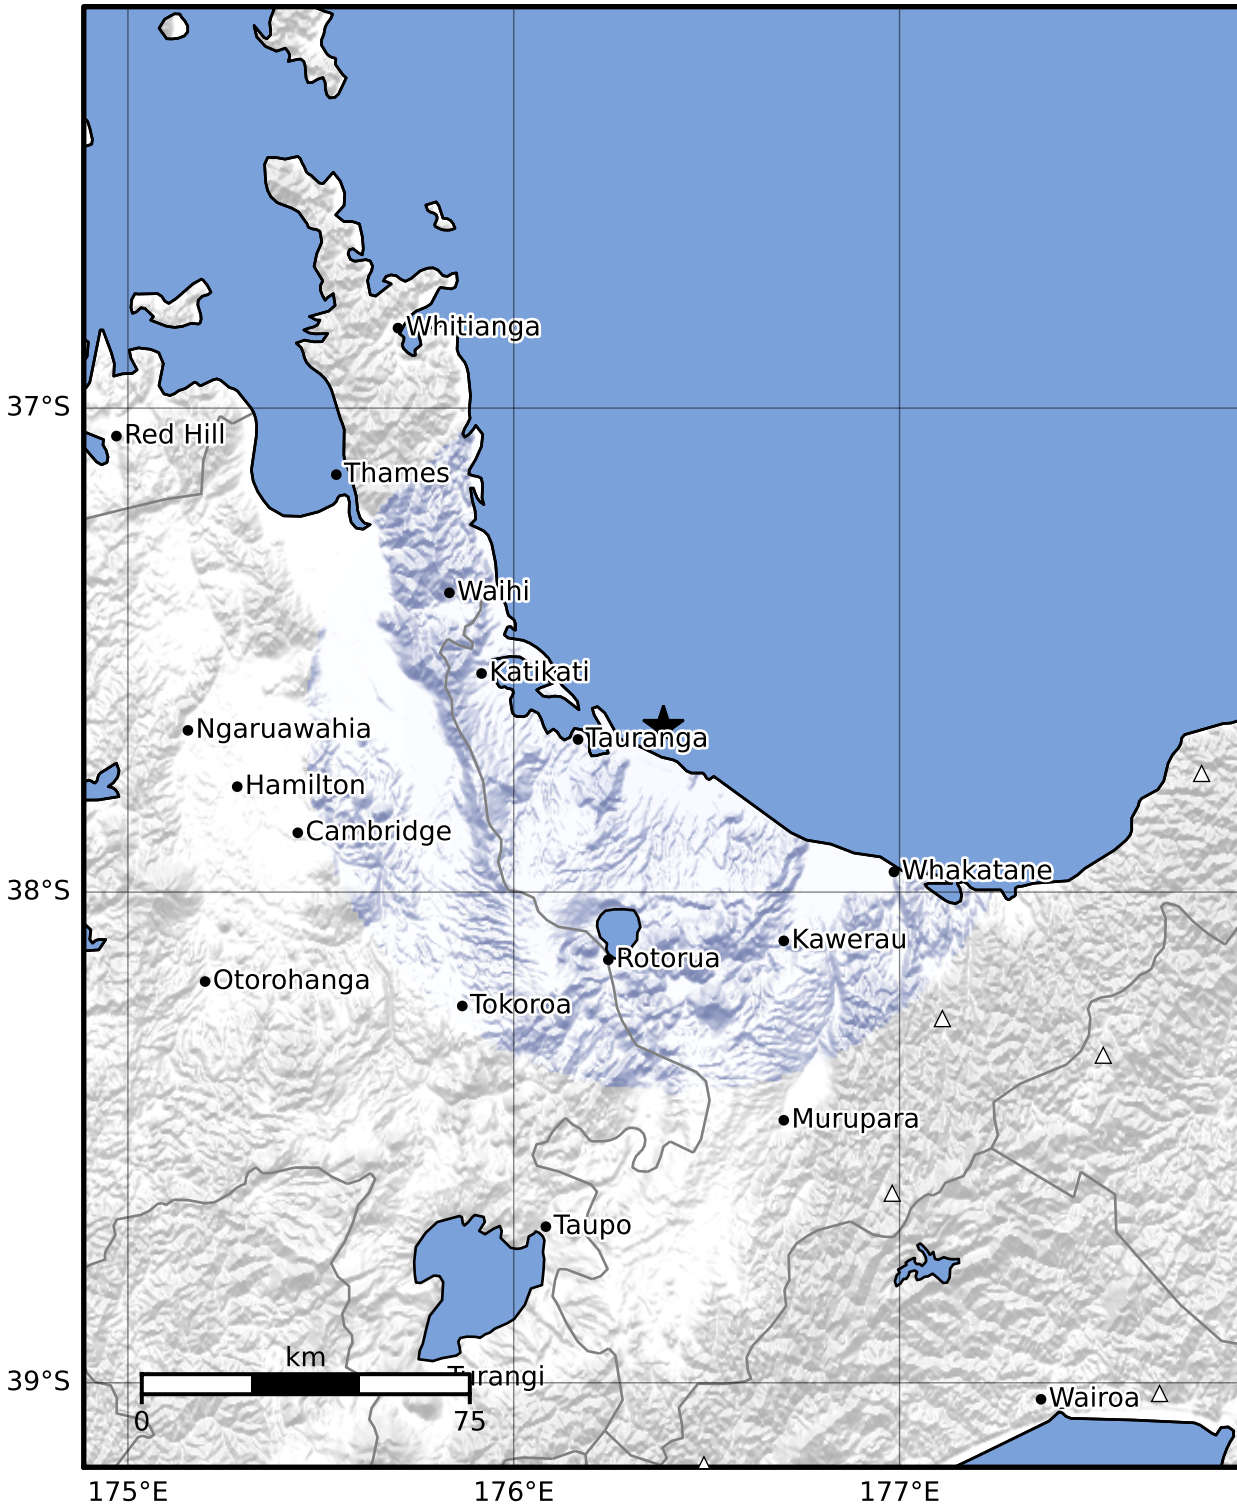 Whitianga
37°S
Red Hill
Thames
Waihi
Katikati
Ngaruawahia
Tauranga
Hamilton
Cambridge
Whakatane
38°S
Kawerau
Rotorua
Otorohanga
Tokoroa
Murupara
Taupo
km
Turangi
39°S
Wairoa
0
75
175°E
176°E
177°E